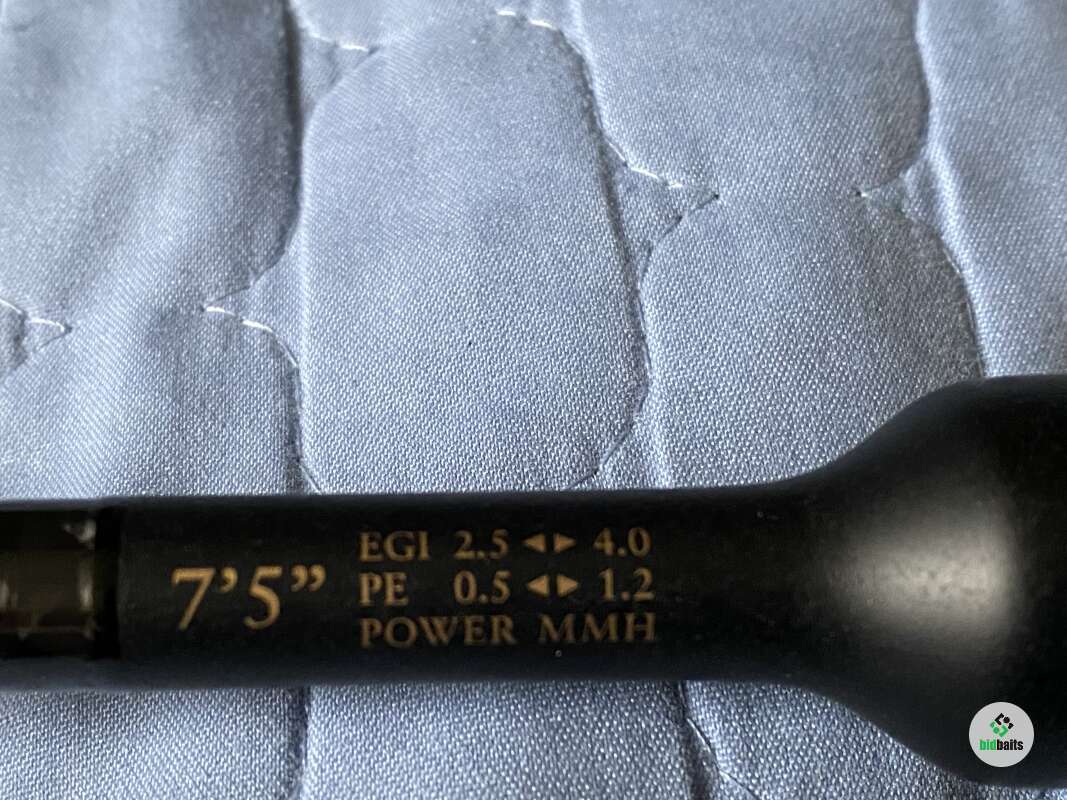 7’5”
EGI 2.5 ◄► 4.0
PE 0.5 ◄► 1.2
POWER MMH
bidbaits